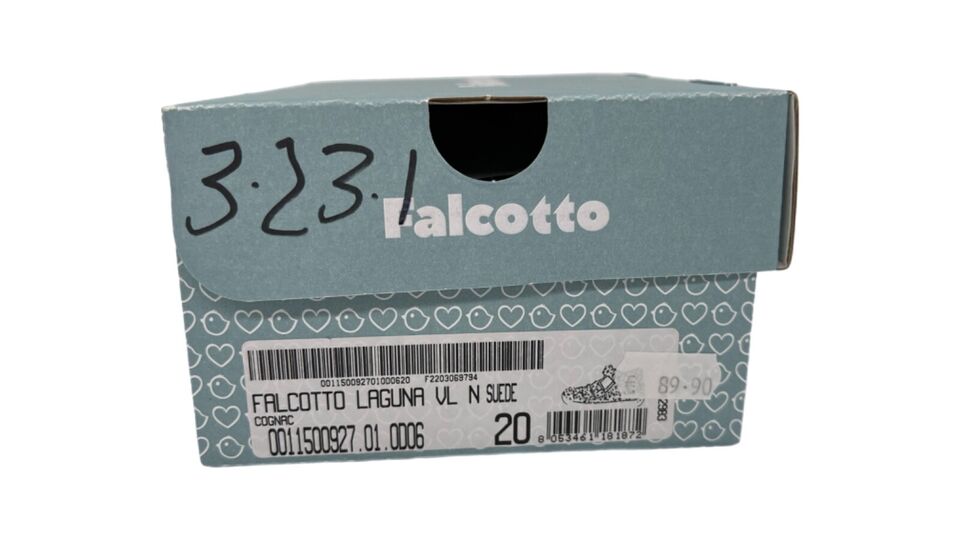 3.23.1
Falcotto
001150092701000620 F2203069794
FALCOTTO LAGUNA VL N SUEDE
COGNAC
0011500927.01.0D06
20
8 053461 181872
89.90